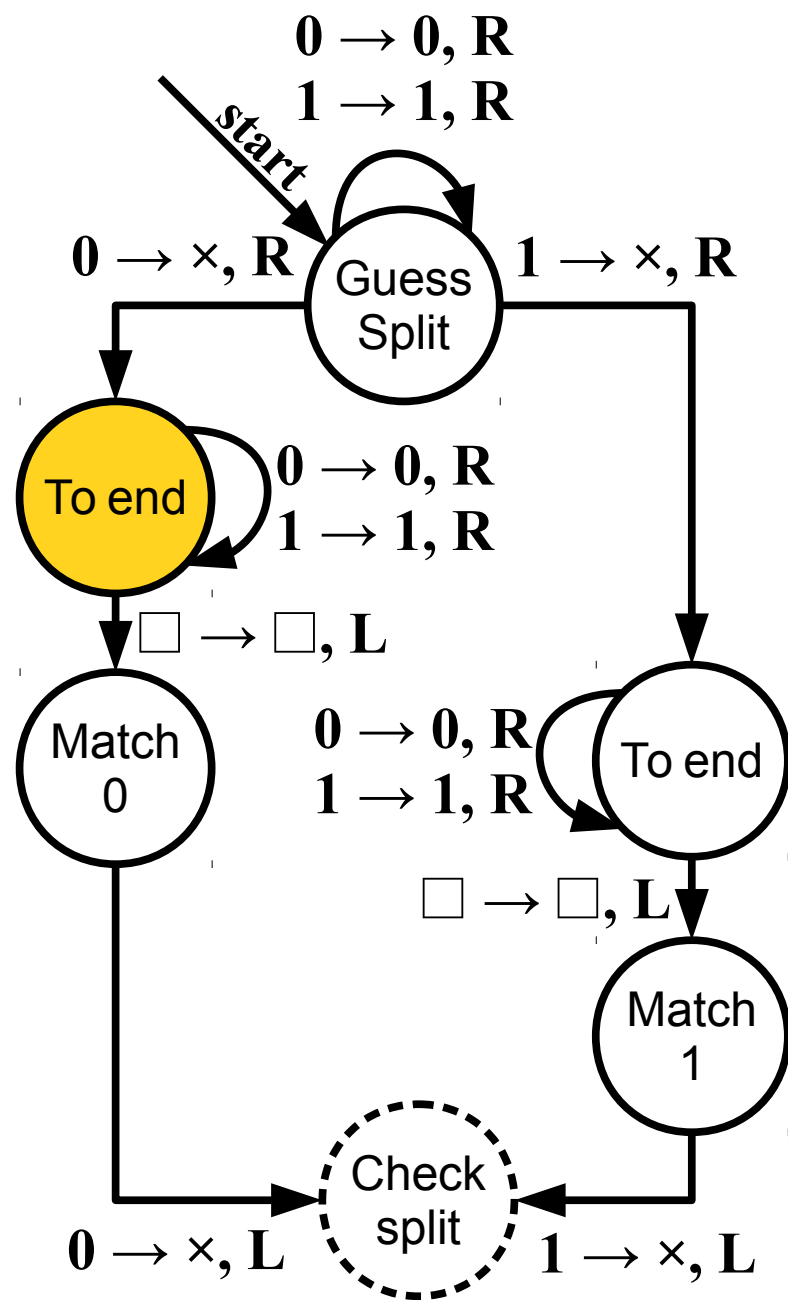 0 → 0, R
1 → 1, R
start
0 → ×, R
1 → ×, R
Guess
Split
To end
0 → 0, R
1 → 1, R
□ → □, L
Match
0
0 → 0, R
1 → 1, R
To end
□ → □, L
Match
1
Check
split
0 → ×, L
1 → ×, L